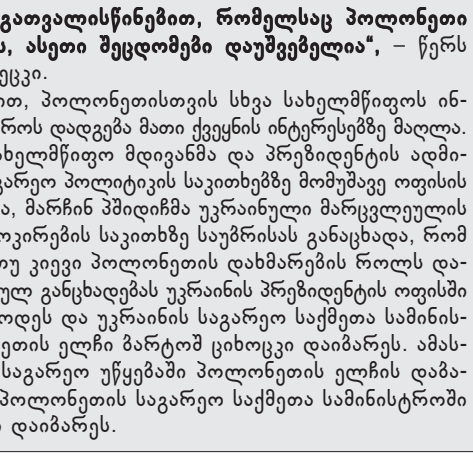 გათვალისწინებით, რომელსაც პოლონეთი
ს, ასეთი შეცდომები დაუშვებელია“, – წერს
ეცკი.
ით, პოლონეთისთვის სხვა სახელმწიფოს ინ-
როს დადგება მათი ქვეყნის ინტერესებზე მაღლა.
ახელმწიფო მდივანმა და პრეზიდენტის ადმი-
გარეო პოლიტიკის საკითხებზე მომუშავე ოფისის
ა, მარჩინ პშიდიჩმა უკრაინული მარცვლეულის
ოკირების საკითხზე საუბრისას განაცხადა, რომ
თუ კიევი პოლონეთის დახმარების როლს და-
ულ განცხადებას უკრაინის პრეზიდენტის ოფისში
ოდეს და უკრაინის საგარეო საქმეთა სამინის-
ეთის ელჩი ბარტოშ ციხოცკი დაიბარეს. ამას-
საგარეო უწყებაში პოლონეთის ელჩის დაბა-
პოლონეთის საგარეო საქმეთა სამინისტროში
დაიბარეს.